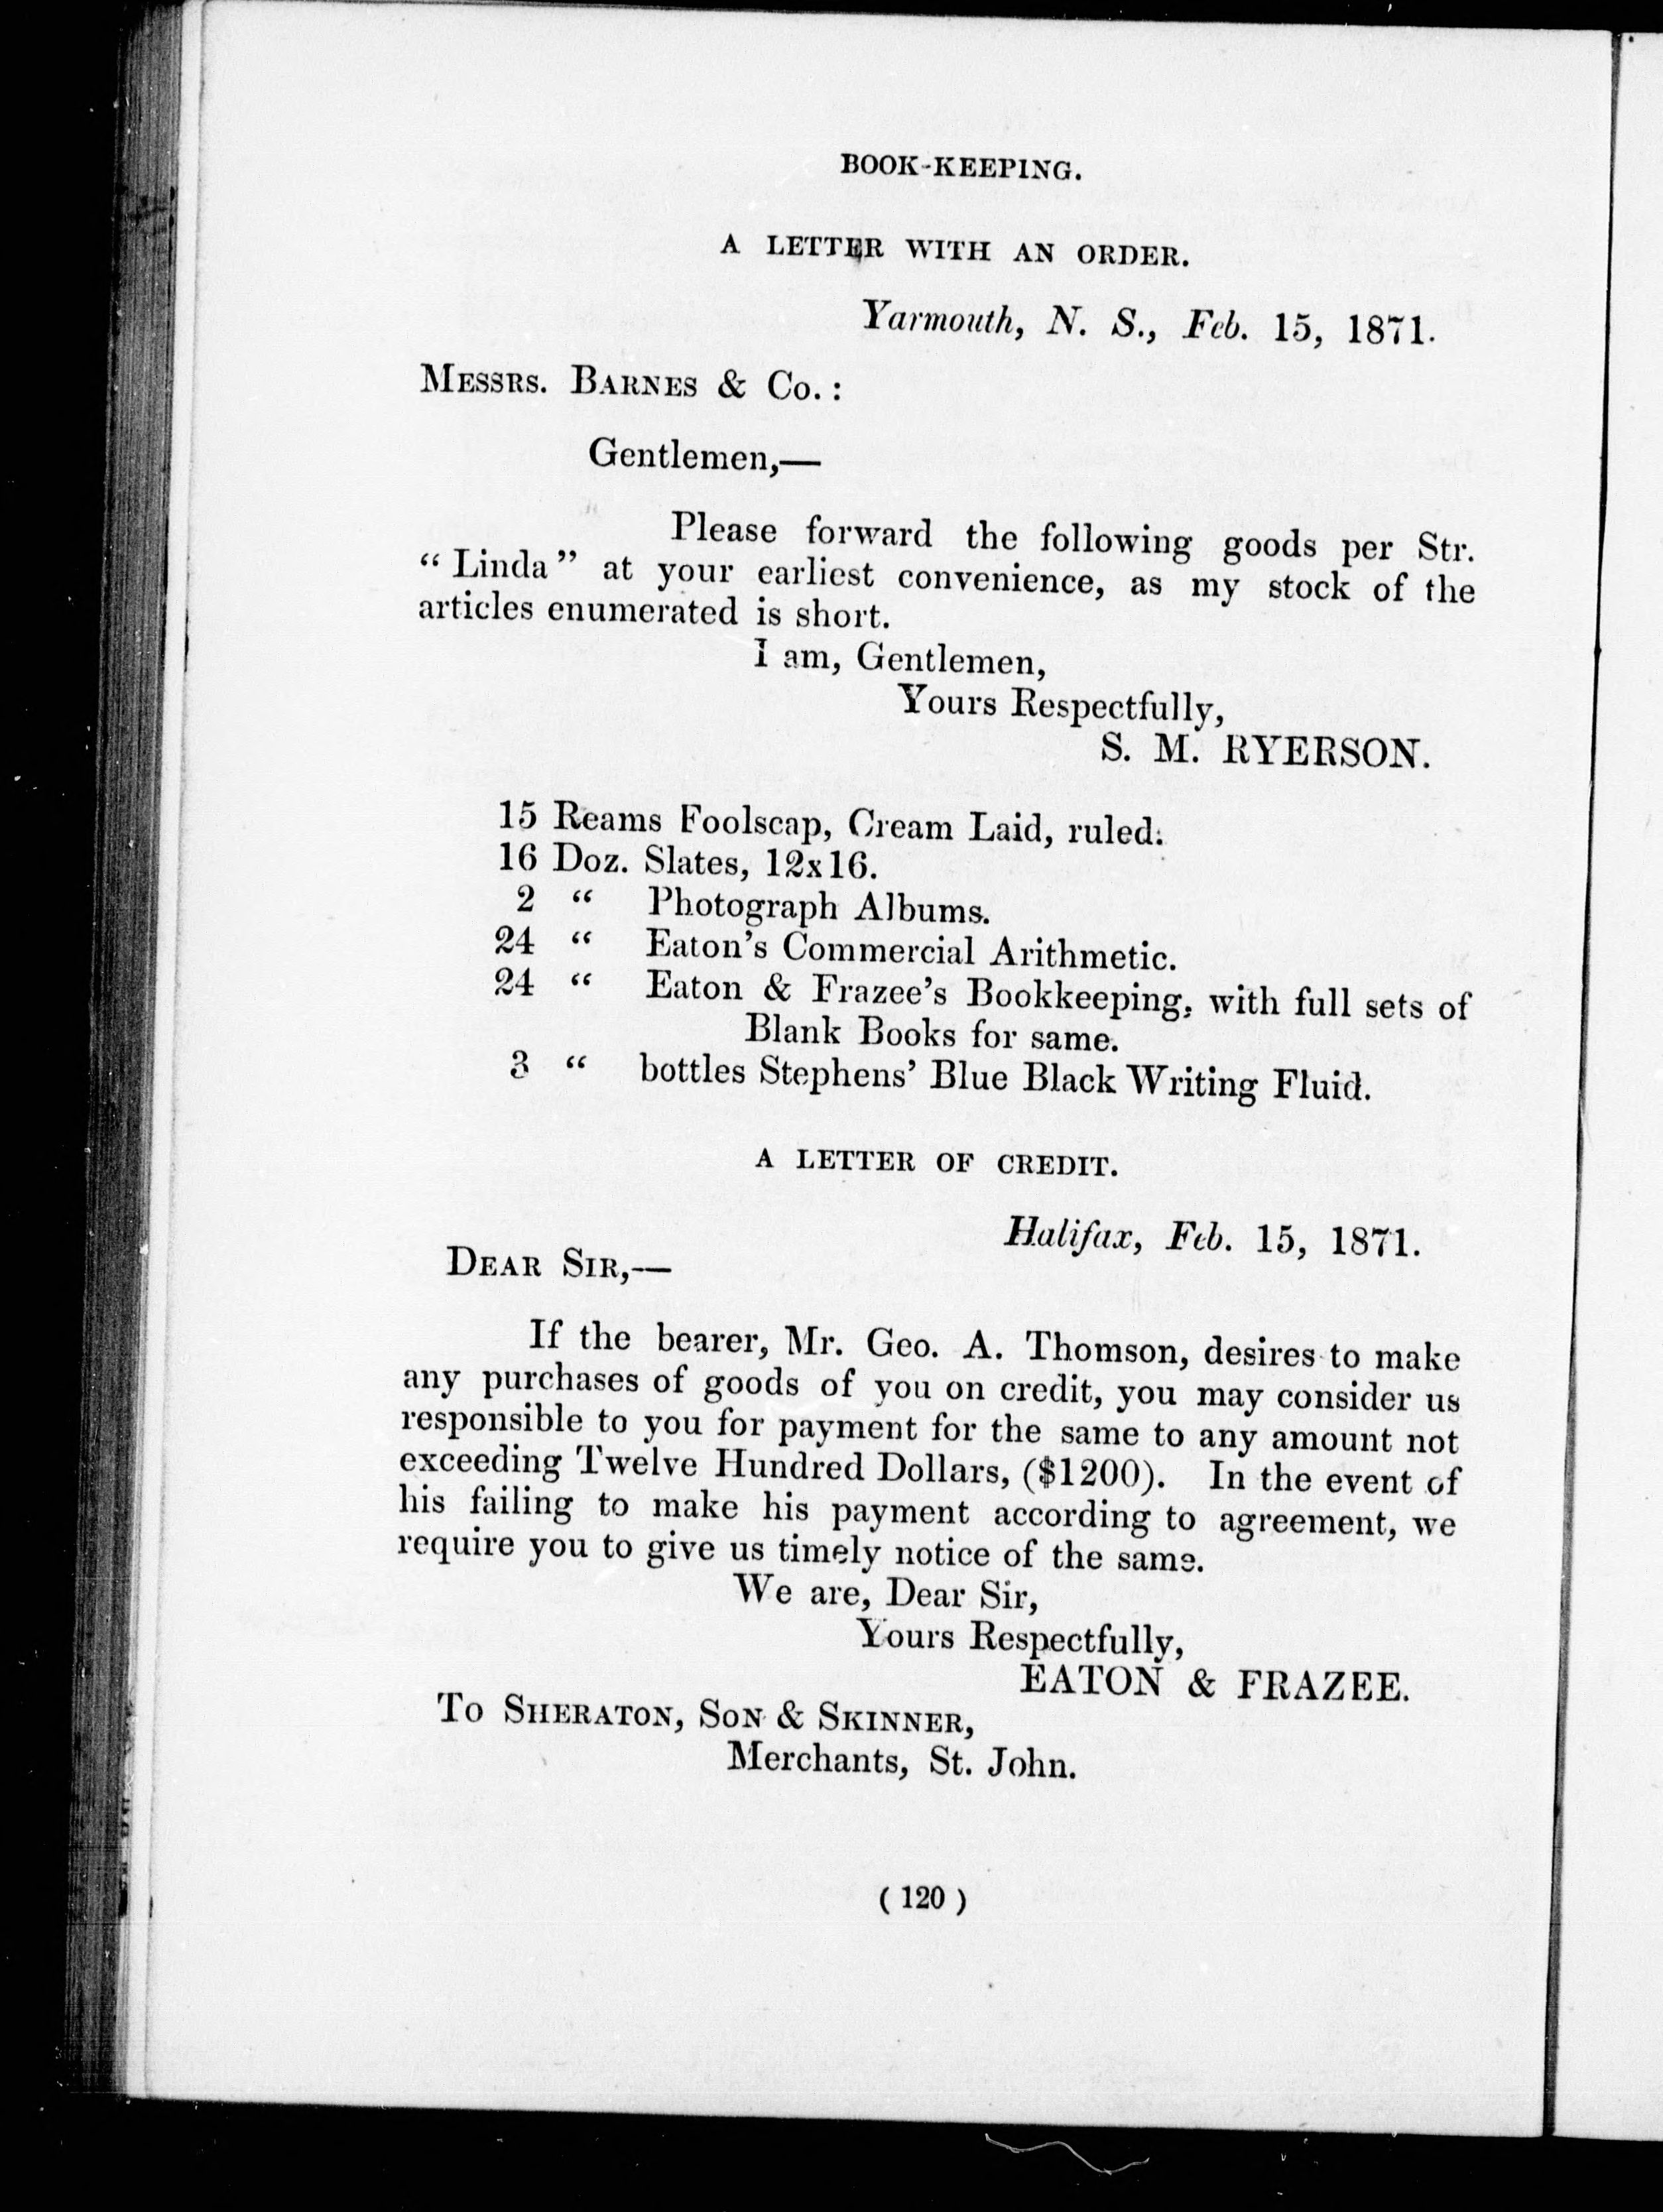 BOOK-KEEPING.
A LETTER WITH AN ORDER.
Yarmouth, N. S., Feb. 15, 1871.
MESSRS. BARNES & Co. :
Gentlemen,—
Please forward the following goods per Str.
“ Linda ” at your earliest convenience, as my stock of the
articles enumerated is short.
I am, Gentlemen,
Yours Respectfully,
S. M. RYERSON.
15 Reams Foolscap, Cream Laid, ruled.
16 Doz. Slates, 12x16.
2 “ Photograph Albums.
24 “ Eaton’s Commercial Arithmetic.
24 “ Eaton & Frazee’s Bookkeeping, with full sets of
Blank Books for same.
3 “ bottles Stephens’ Blue Black Writing Fluid.
A LETTER OF CREDIT.
Halifax, Feb. 15, 1871.
DEAR SIR,—
If the bearer, Mr. Geo. A. Thomson, desires to make
any purchases of goods of you on credit, you may consider us
responsible to you for payment for the same to any amount not
exceeding Twelve Hundred Dollars, ($1200). In the event of
his failing to make his payment according to agreement, we
require you to give us timely notice of the same.
We are, Dear Sir,
Yours Respectfully,
EATON & FRAZEE.
To SHERATON, SON & SKINNER,
Merchants, St. John.
( 120 )